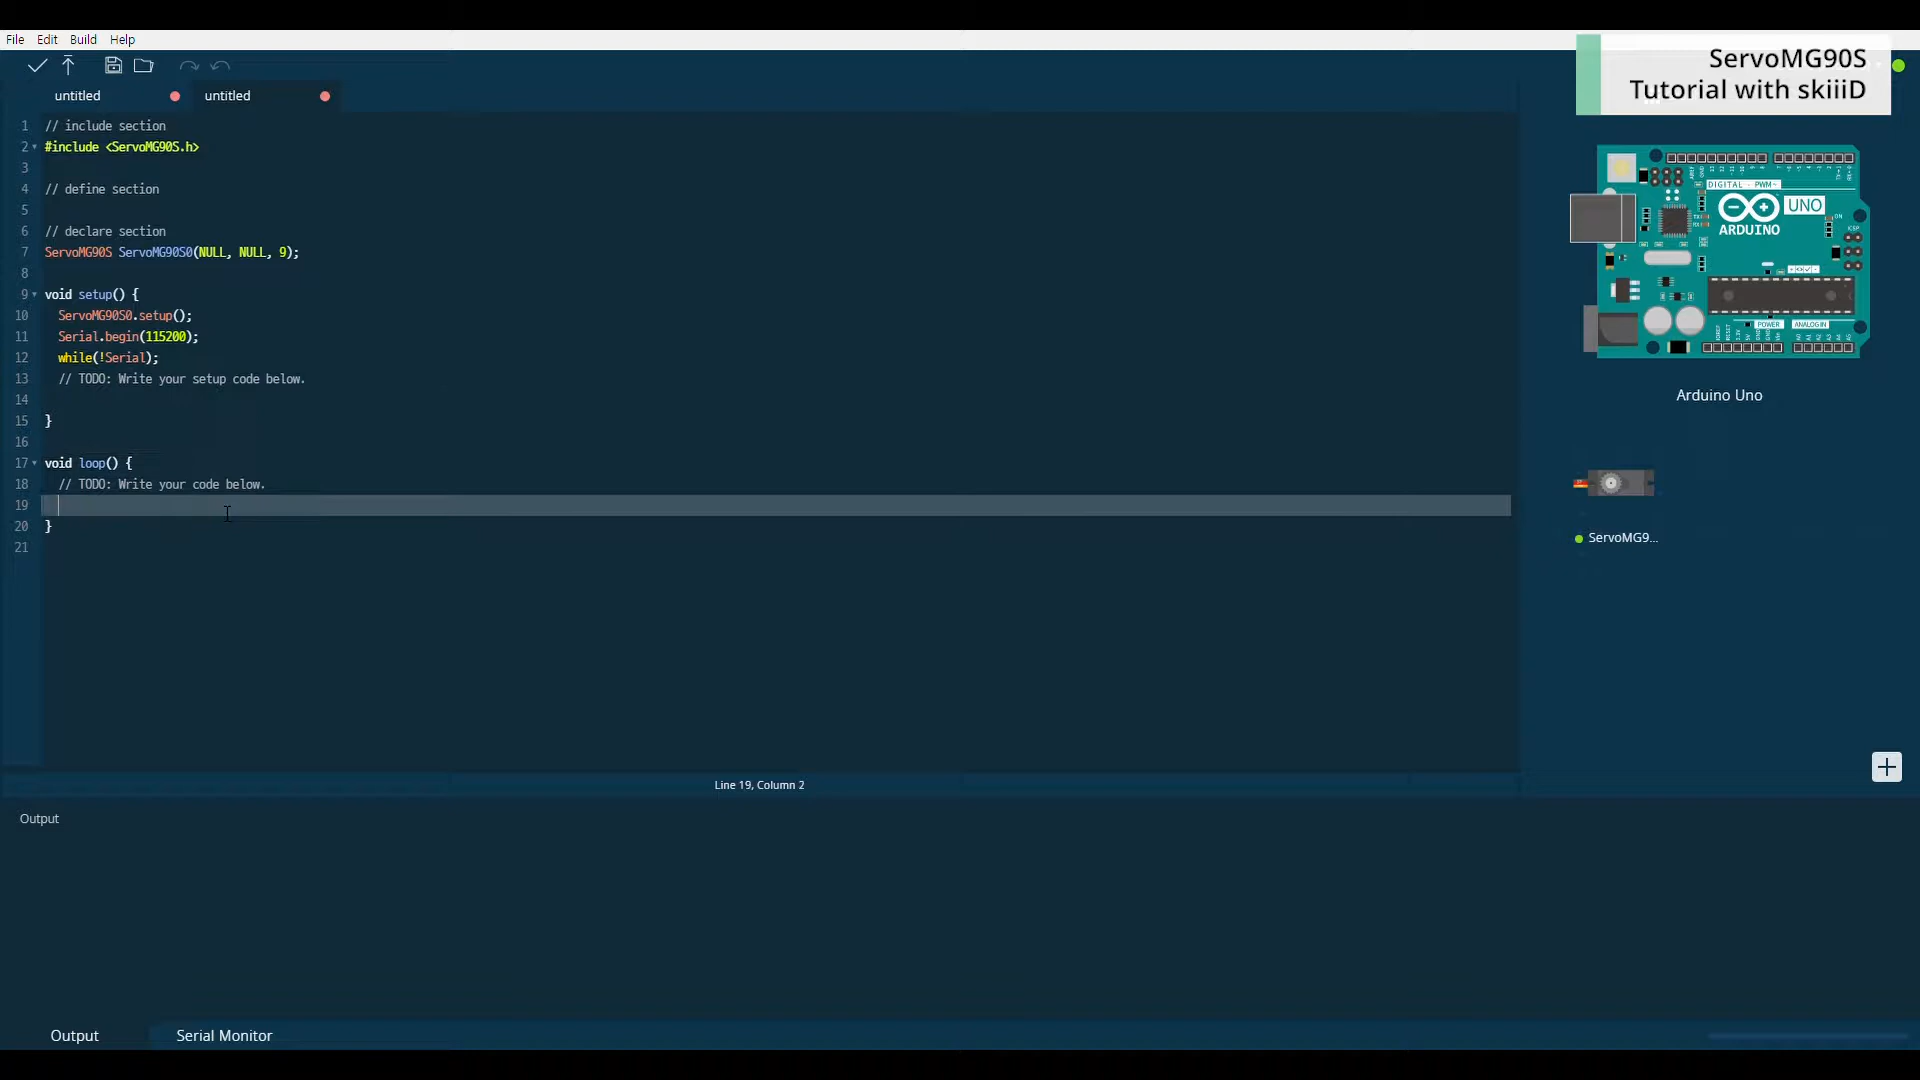 File Edit Build Help
ServoMG90S
Tutorial with skiiiD
untitled untitled
1 // include section
2 #include <ServoMG90S.h>
3
4 // define section
5
6 // declare section
7 ServoMG90S ServoMG90S0(NULL, NULL, 9);
8
9 void setup() {
10 ServoMG90S0.setup();
11 Serial.begin(115200);
12 while(!Serial);
13 // TODO: Write your setup code below.
14
15 }
16
17 void loop() {
18 // TODO: Write your code below.
19
20 }
21
DIGITAL - PWM~
UNO
ARDUINO
POWER ANALOG IN
Arduino Uno
ServoMG9...
Line 19, Column 2
Output
Output Serial Monitor